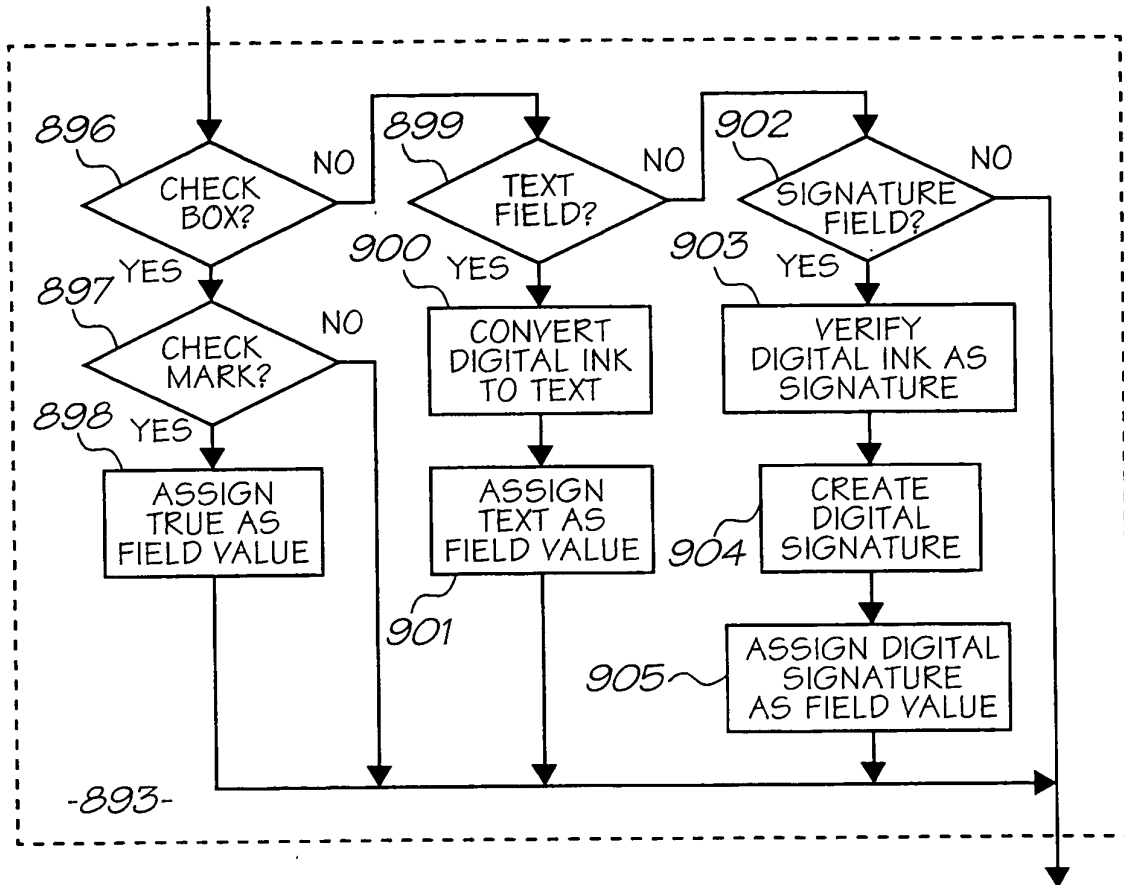 896
CHECK
BOX?
NO
YES
897
CHECK
MARK?
NO
YES
898
ASSIGN
TRUE AS
FIELD VALUE
899
TEXT
FIELD?
NO
YES
900
CONVERT
DIGITAL INK
TO TEXT
ASSIGN
TEXT AS
FIELD VALUE
901
902
SIGNATURE
FIELD?
NO
YES
903
VERIFY
DIGITAL INK AS
SIGNATURE
CREATE
DIGITAL
SIGNATURE
904
ASSIGN DIGITAL
SIGNATURE
AS FIELD VALUE
905
-893-